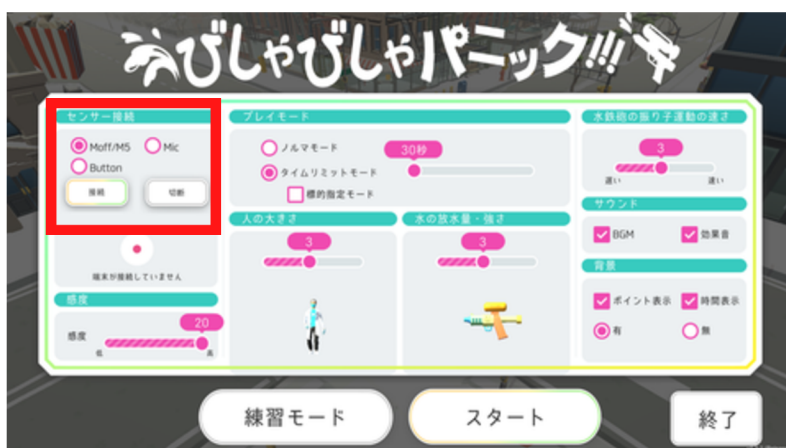 びしゃびしゃパニック!!!
センサー接続
Moff/M5
Mic
Button
接続
切断
端末が接続していません
感度
感度
20
低
高
プレイモード
ノルマモード
30秒
タイムリミットモード
標的指定モード
人の大きさ
3
水の放水量・強さ
3
水鉄砲の振り子運動の速さ
3
遅い
速い
サウンド
BGM
効果音
背景
ポイント表示
時間表示
有
無
練習モード
スタート
終了